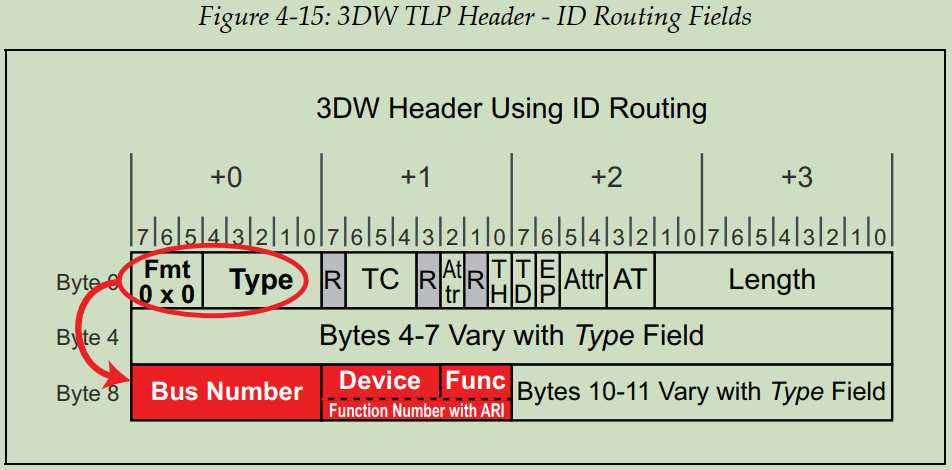 Figure 4-15: 3DW TLP Header - ID Routing Fields
3DW Header Using ID Routing
+0 +1 +2 +3
7 6 5 4 3 2 1 0 7 6 5 4 3 2 1 0 7 6 5 4 3 2 1 0 7 6 5 4 3 2 1 0
Byte 0 Fmt 0 x 0 Type R TC R Attr R TH TD EP Attr AT Length
Byte 4 Bytes 4-7 Vary with Type Field
Byte 8 Bus Number Device Func Bytes 10-11 Vary with Type Field
Function Number with ARI